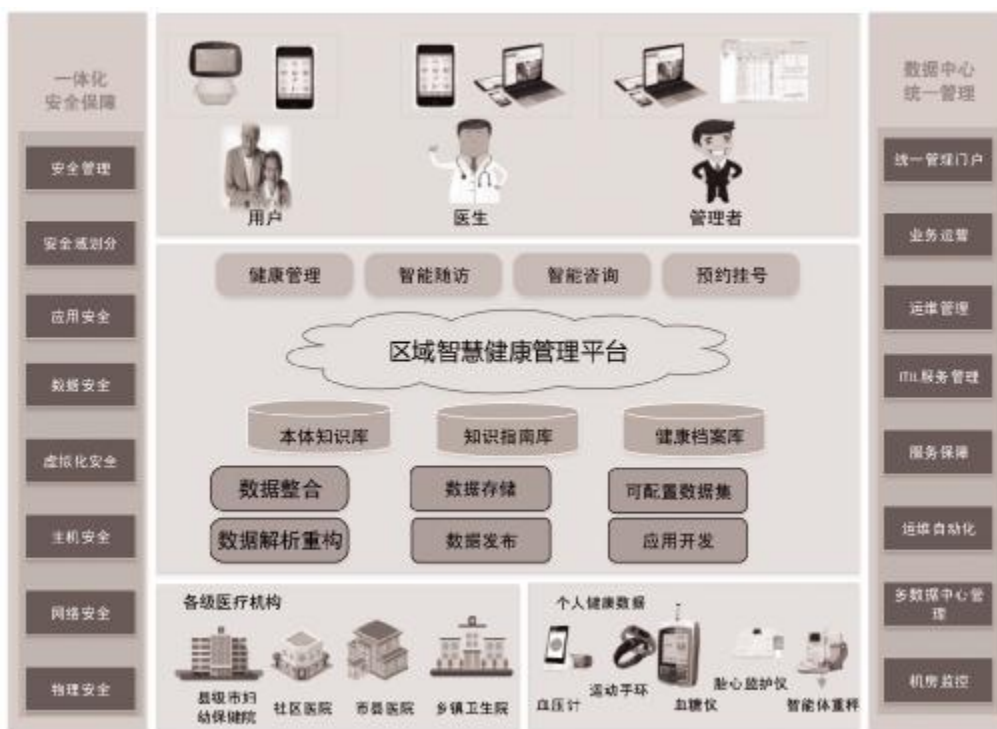 一体化
安全保障
安全管理
安全域划分
应用安全
数据安全
虚拟化安全
主机安全
网络安全
物理安全
用户
医生
管理者
健康管理
智能随访
智能咨询
预约挂号
区域智慧健康管理平台
本体知识库
知识指南库
健康档案库
数据整合
数据存储
可配置数据集
数据解析重构
数据发布
应用开发
各级医疗机构
县级市妇
幼保健院
社区医院
市县医院
乡镇卫生院
个人健康数据
血压计
运动手环
血糖仪
胎心监护仪
智能体重秤
数据中心
统一管理
统一管理门户
业务运营
运维管理
ITIL服务管理
服务保障
运维自动化
多数据中心管
理
机房监控